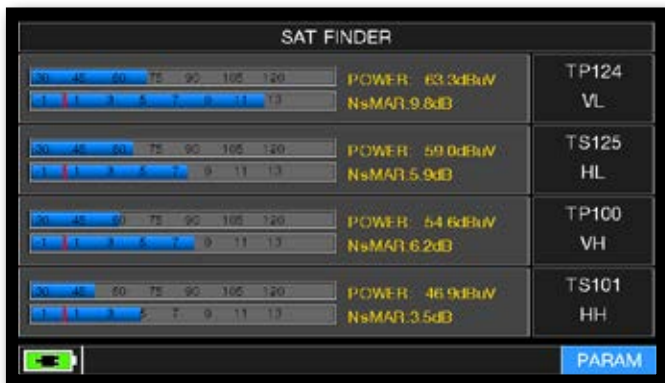 SAT FINDER
30 45 60 75 90 105 120
POWER: 63.3dBuV
1 1 3 5 7 9 11 13
NsMAR:9.8dB
TP124
VL
30 45 60 75 90 105 120
POWER: 59.0dBuV
1 1 3 5 7 9 11 13
NsMAR:5.9dB
TS125
HL
30 45 60 75 90 105 120
POWER: 54.6dBuV
1 1 3 5 7 9 11 13
NsMAR:6.2dB
TP100
VH
30 45 60 75 90 105 120
POWER: 46.9dBuV
1 1 3 5 7 9 11 13
NsMAR:3.5dB
TS101
HH
PARAM